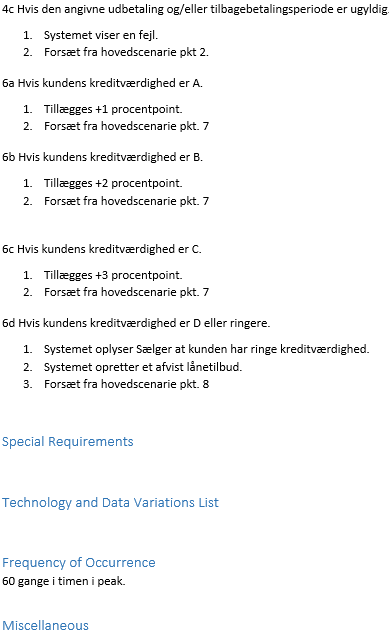 4c Hvis den angivne udbetaling og/eller tilbagebetalingsperiode er ugyldig.
1. Systemet viser en fejl.
2. Forsæt fra hovedscenarie pkt 2.
6a Hvis kundens kreditværdighed er A.
1. Tillægges +1 procentpoint.
2. Forsæt fra hovedscenarie pkt. 7
6b Hvis kundens kreditværdighed er B.
1. Tillægges +2 procentpoint.
2. Forsæt fra hovedscenarie pkt. 7
6c Hvis kundens kreditværdighed er C.
1. Tillægges +3 procentpoint.
2. Forsæt fra hovedscenarie pkt. 7
6d Hvis kundens kreditværdighed er D eller ringere.
1. Systemet oplyser Sælger at kunden har ringe kreditværdighed.
2. Systemet opretter et afvist lånetilbud.
3. Forsæt fra hovedscenarie pkt. 8
Special Requirements
Technology and Data Variations List
Frequency of Occurrence
60 gange i timen i peak.
Miscellaneous